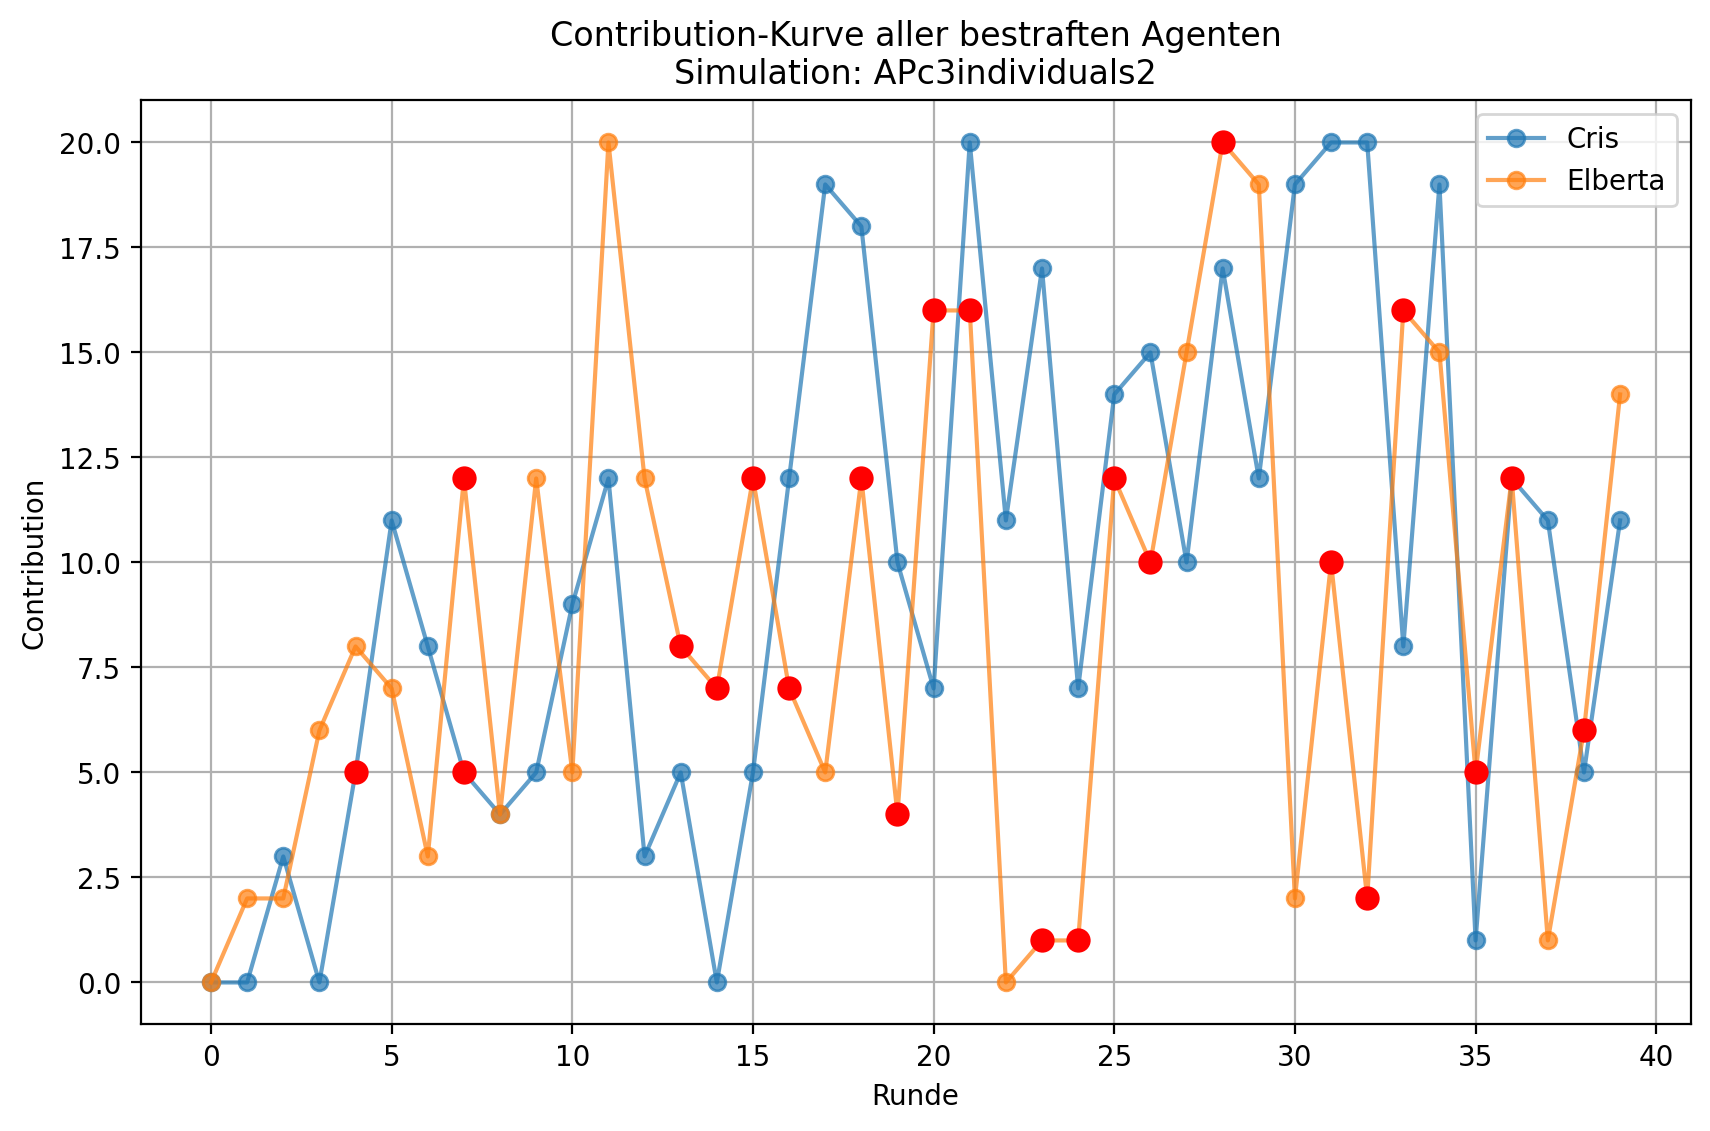 Contribution-Kurve aller bestraften Agenten
Simulation: APc3individuals2
Cris
Elberta
20.0
17.5
15.0
12.5
10.0
7.5
5.0
2.5
0.0
Contribution
0 5 10 15 20 25 30 35 40
Runde